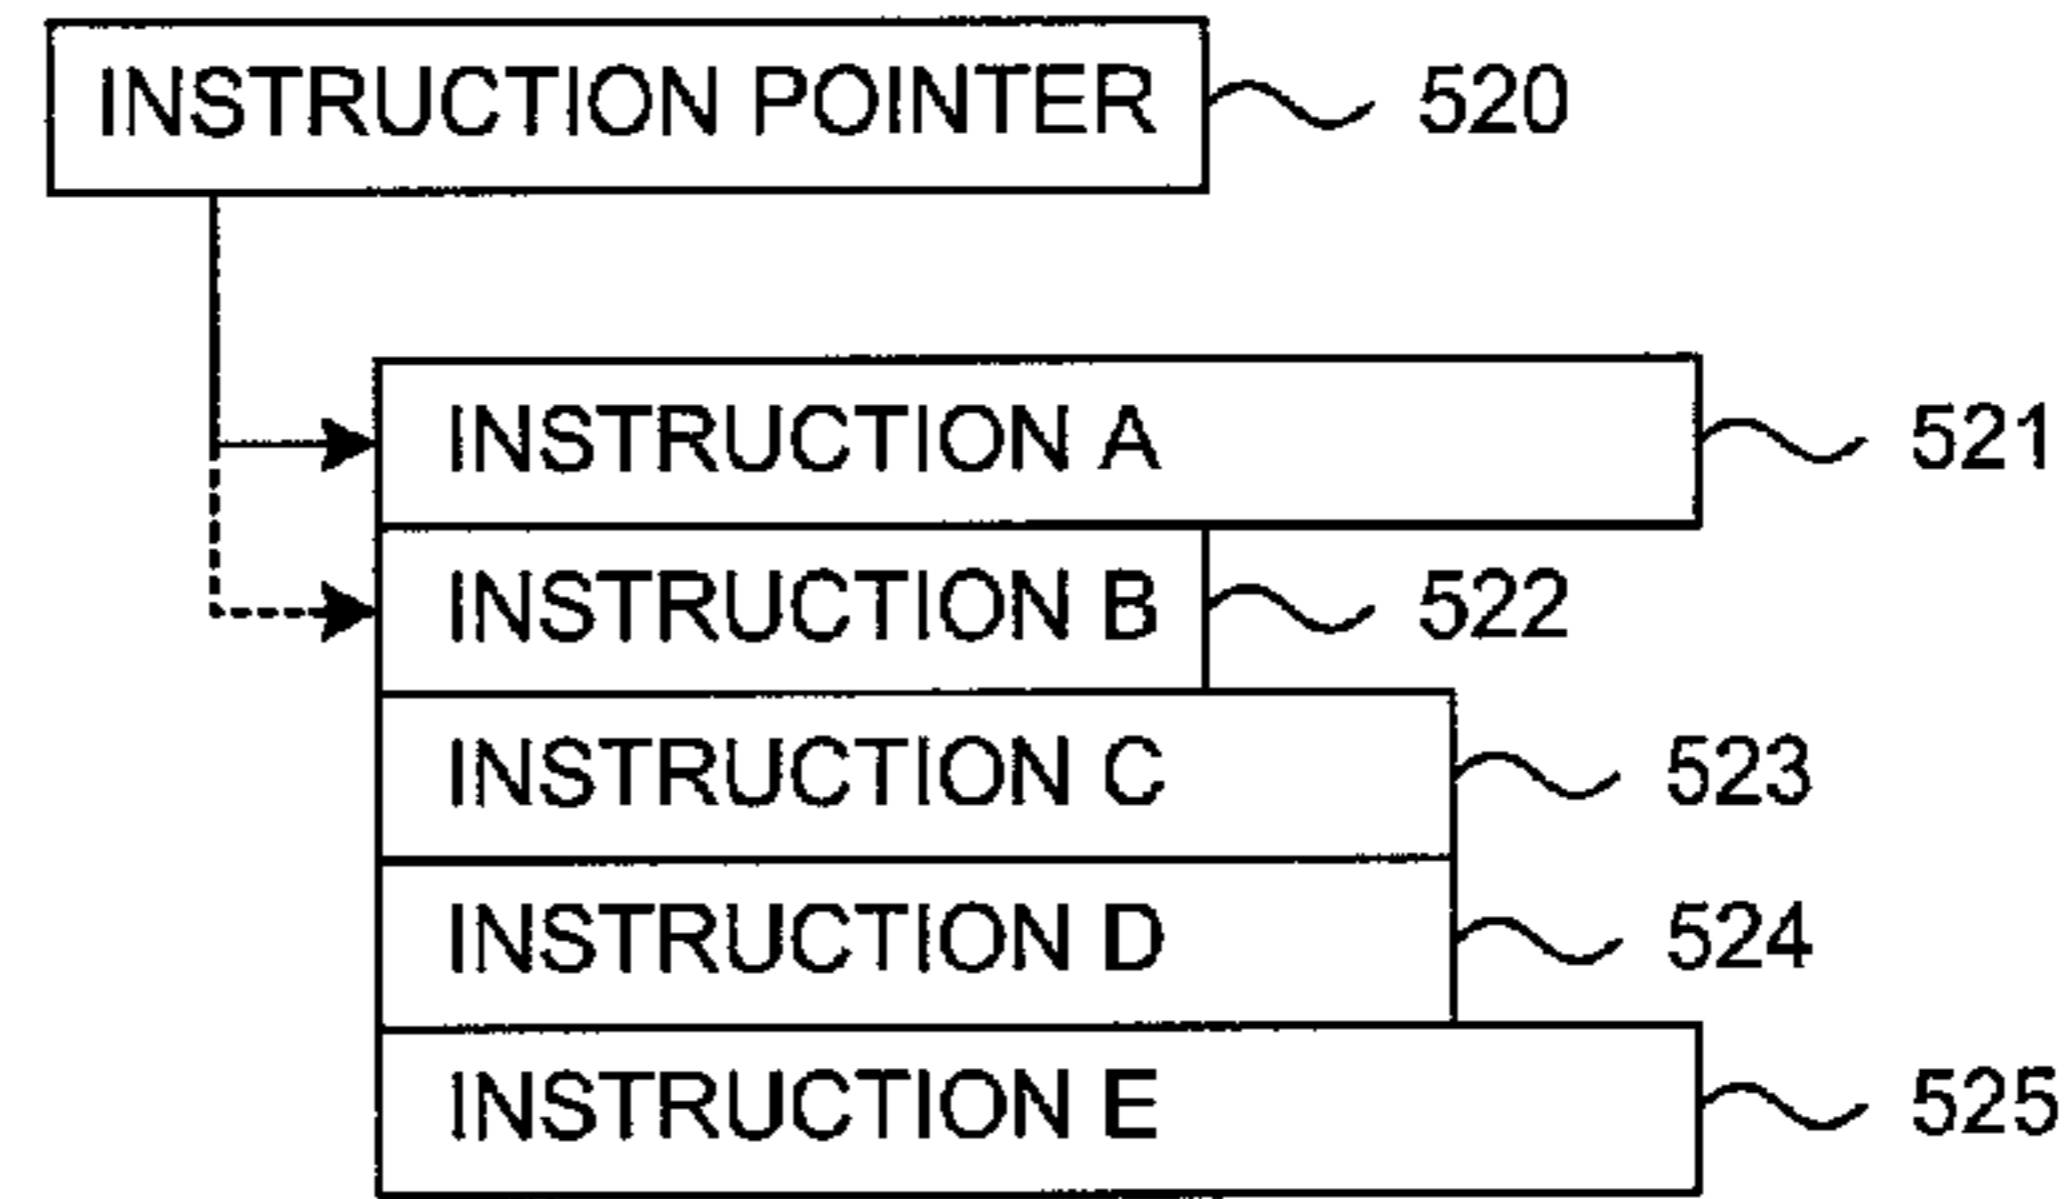 INSTRUCTION POINTER 520
INSTRUCTION A 521
INSTRUCTION B 522
INSTRUCTION C 523
INSTRUCTION D 524
INSTRUCTION E 525